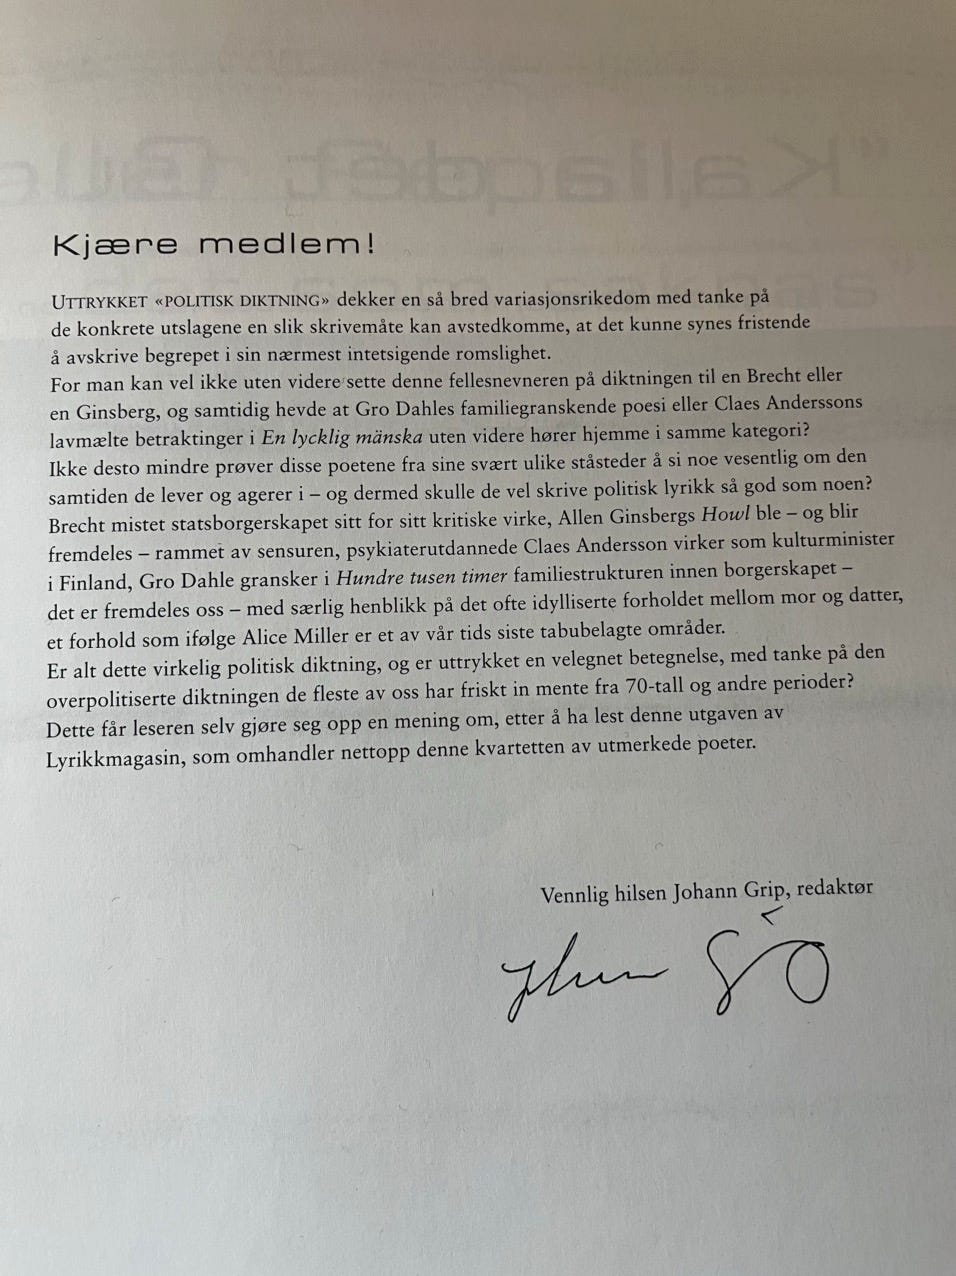 Kjære medlem!
UTTRYKKET «POLITISK DIKTNING» dekker en så bred variasjonsrikedom med tanke på
de konkrete utslagene en slik skrivemåte kan avstedkomme, at det kunne synes fristende
å avskrive begrepet i sin nærmest intetsigende romslighet.
For man kan vel ikke uten videre sette denne fellesnevneren på diktningen til en Brecht eller
en Ginsberg, og samtidig hevde at Gro Dahles familiegranskende poesi eller Claes Anderssons
lavmælte betraktinger i En lycklig mänska uten videre hører hjemme i samme kategori?
Ikke desto mindre prøver disse poetene fra sine svært ulike ståsteder å si noe vesentlig om den
samtiden de lever og agerer i – og dermed skulle de vel skrive politisk lyrikk så god som noen?
Brecht mistet statsborgerskapet sitt for sitt kritiske virke, Allen Ginsbergs Howl ble – og blir
fremdeles – rammet av sensuren, psykiaterutdannede Claes Andersson virker som kulturminister
i Finland, Gro Dahle gransker i Hundre tusen timer familiestrukturen innen borgerskapet –
det er fremdeles oss – med særlig henblikk på det ofte idylliserte forholdet mellom mor og datter,
et forhold som ifølge Alice Miller er et av vår tids siste tabubelagte områder.
Er alt dette virkelig politisk diktning, og er uttrykket en velegnet betegnelse, med tanke på den
overpolitiserte diktningen de fleste av oss har friskt in mente fra 70-tall og andre perioder?
Dette får leseren selv gjøre seg opp en mening om, etter å ha lest denne utgaven av
Lyrikkmagasin, som omhandler nettopp denne kvartetten av utmerkede poeter.
Vennlig hilsen Johann Grip, redaktør